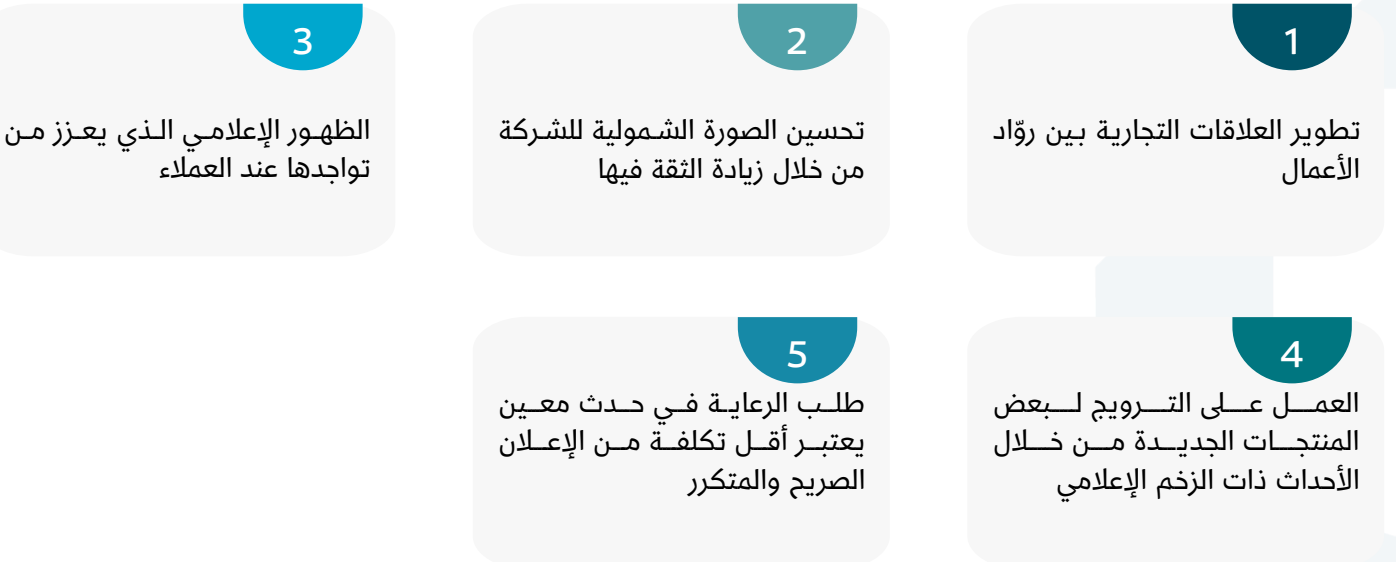 1
تطوير العلاقات التجارية بين روّاد
الأعمال
2
تحسين الصورة الشمولية للشركة
من خلال زيادة الثقة فيها
3
الظهور الإعلامي الذي يعزز من
تواجدها عند العملاء
4
العمل على الترويج لبعض
المنتجات الجديدة من خلال
الأحداث ذات الزخم الإعلامي
5
طلب الرعاية في حدث معين
يعتبر أقل تكلفة من الإعلان
الصريح والمتكرر